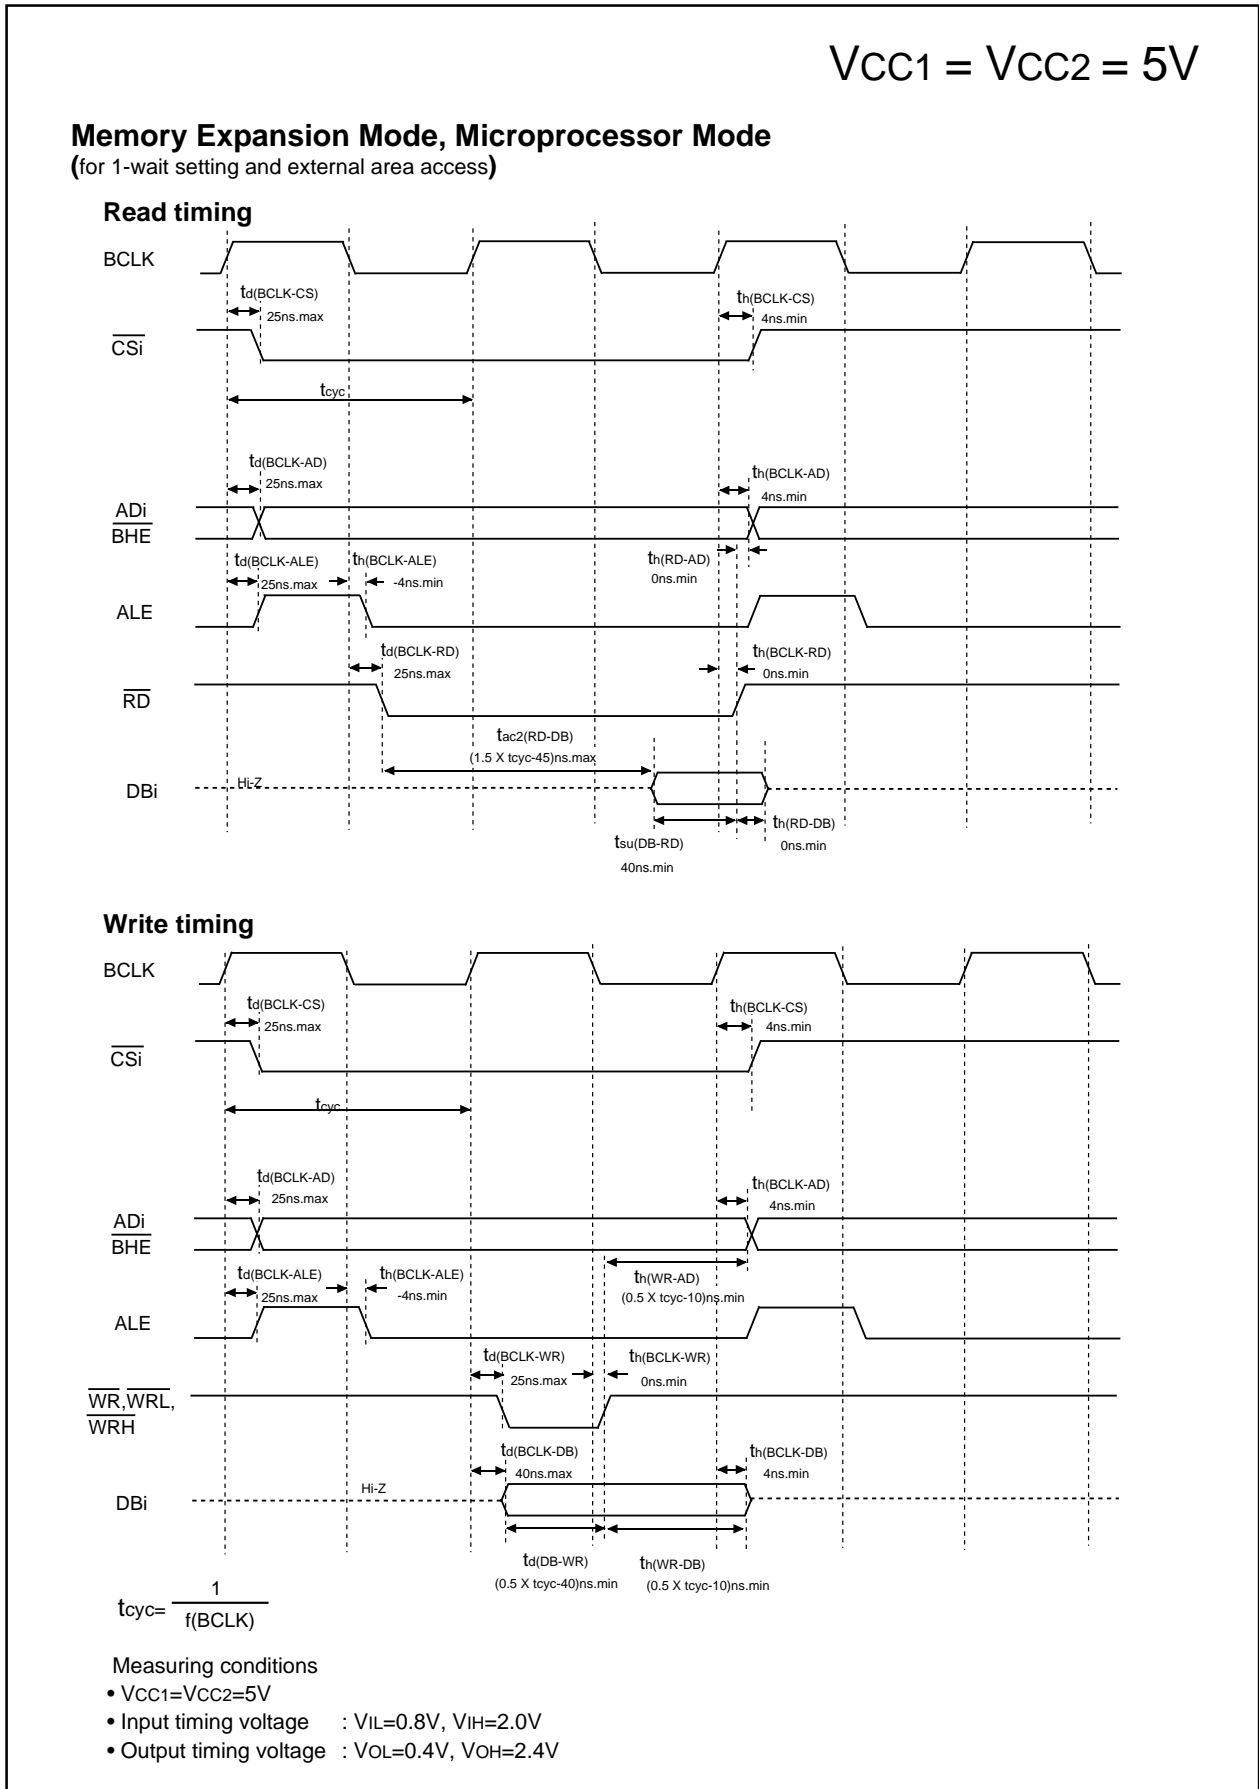 VCC1 = VCC2 = 5V
Memory Expansion Mode, Microprocessor Mode
(for 1-wait setting and external area access)
Read timing
BCLK
td(BCLK-CS)
25ns.max
th(BCLK-CS)
4ns.min
CSi
tcyc
td(BCLK-AD)
25ns.max
th(BCLK-AD)
4ns.min
ADi
BHE
td(BCLK-ALE)
25ns.max
th(BCLK-ALE)
-4ns.min
th(RD-AD)
0ns.min
ALE
td(BCLK-RD)
25ns.max
th(BCLK-RD)
0ns.min
RD
tac2(RD-DB)
(1.5 X tcyc-45)ns.max
Hi-Z
DBi
tsu(DB-RD)
40ns.min
th(RD-DB)
0ns.min
Write timing
BCLK
td(BCLK-CS)
25ns.max
th(BCLK-CS)
4ns.min
CSi
tcyc
td(BCLK-AD)
25ns.max
th(BCLK-AD)
4ns.min
ADi
BHE
td(BCLK-ALE)
25ns.max
th(BCLK-ALE)
-4ns.min
th(WR-AD)
(0.5 X tcyc-10)ns.min
ALE
td(BCLK-WR)
25ns.max
th(BCLK-WR)
0ns.min
WR,WRL,
WRH
td(BCLK-DB)
40ns.max
th(BCLK-DB)
4ns.min
Hi-Z
DBi
td(DB-WR)
(0.5 X tcyc-40)ns.min
th(WR-DB)
(0.5 X tcyc-10)ns.min
tcyc= 1
f(BCLK)
Measuring conditions
• VCC1=VCC2=5V
• Input timing voltage : VIL=0.8V, VIH=2.0V
• Output timing voltage : VOL=0.4V, VOH=2.4V